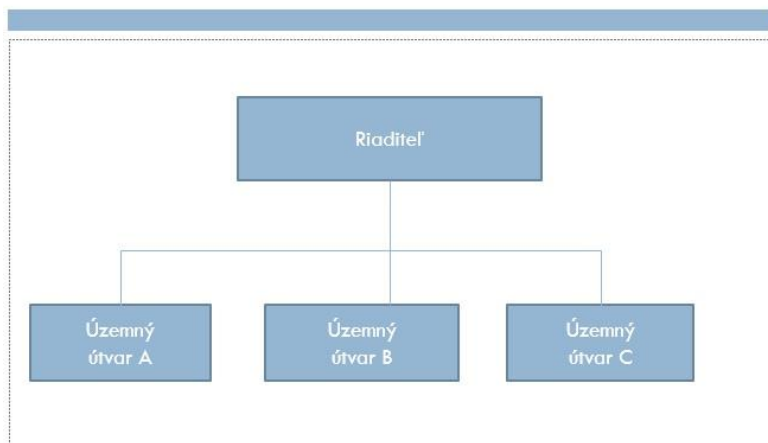 Riaditeľ
Územný
útvar A
Územný
útvar B
Územný
útvar C